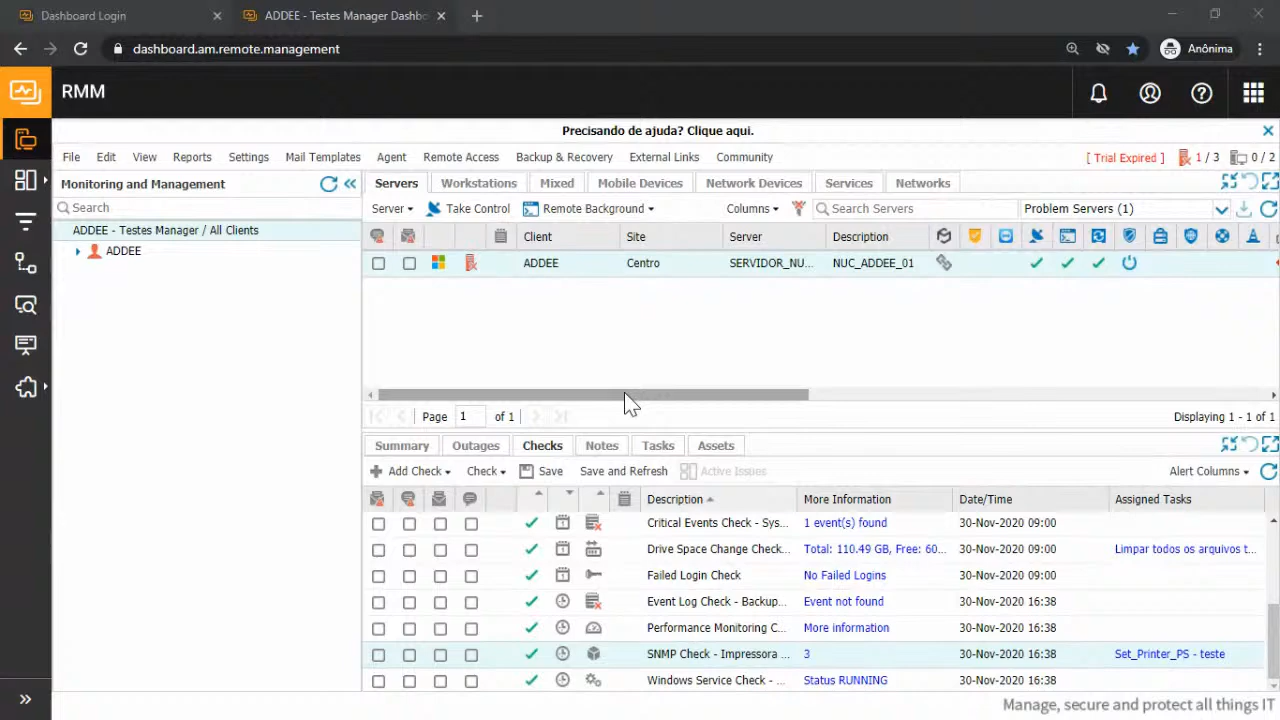 Dashboard Login
ADDEE - Testes Manager Dashbo
dashboard.am.remote.management
Anônima
RMM
Precisando de ajuda? Clique aqui.
File Edit View Reports Settings Mail Templates Agent Remote Access Backup & Recovery External Links Community
[ Trial Expired ] 1 / 3 0 / 2
Monitoring and Management
Servers Workstations Mixed Mobile Devices Network Devices Services Networks
Search
Server Take Control Remote Background Columns Search Servers Problem Servers (1)
ADDEE - Testes Manager / All Clients
ADDEE
Client Site Server Description
ADDEE Centro SERVIDOR_NU... NUC_ADDEE_01
Page 1 of 1 Displaying 1 - 1 of 1
Summary Outages Checks Notes Tasks Assets
Add Check Check Save Save and Refresh Active Issues Alert Columns
Description More Information Date/Time Assigned Tasks
Critical Events Check - Sys... 1 event(s) found 30-Nov-2020 09:00
Drive Space Change Check... Total: 110.49 GB, Free: 60... 30-Nov-2020 09:00 Limpar todos os arquivos t...
Failed Login Check No Failed Logins 30-Nov-2020 09:00
Event Log Check - Backup... Event not found 30-Nov-2020 16:38
Performance Monitoring C... More information 30-Nov-2020 16:38
SNMP Check - Impressora ... 3 30-Nov-2020 16:38 Set_Printer_PS - teste
Windows Service Check - ... Status RUNNING 30-Nov-2020 16:38
Manage, secure and protect all things IT